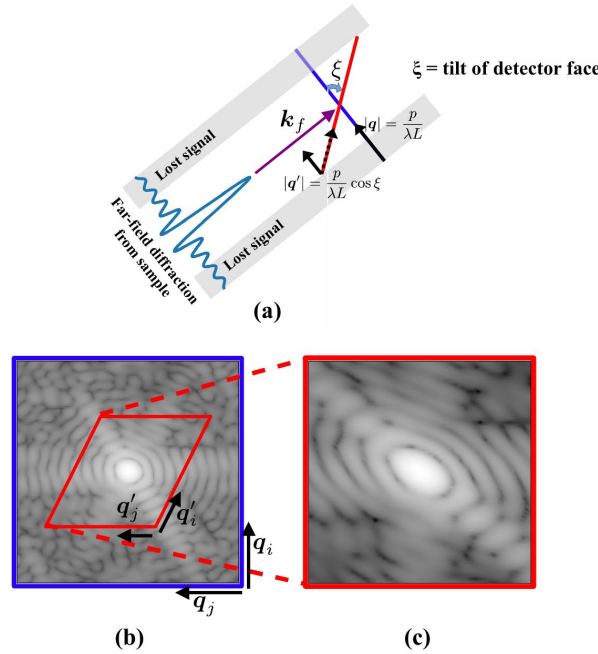 ξ
ξ = tilt of detector face
k_f
|q| = p/λL
Lost signal
|q′| = p/λL cos ξ
Far-field diffraction
from sample
Lost signal
(a)
q′_j
q′_i
q_i
q_j
(b)
(c)